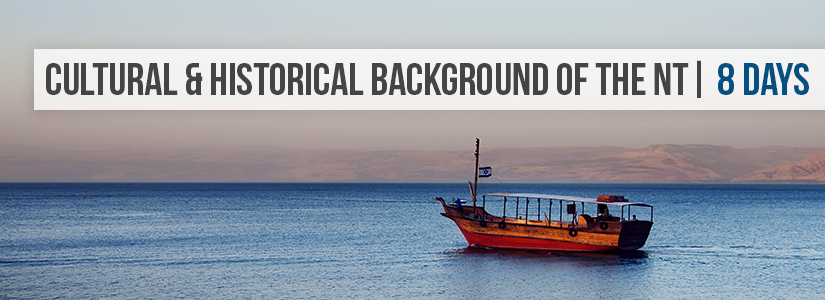 CULTURAL & HISTORICAL BACKGROUND OF THE NT | 8 DAYS